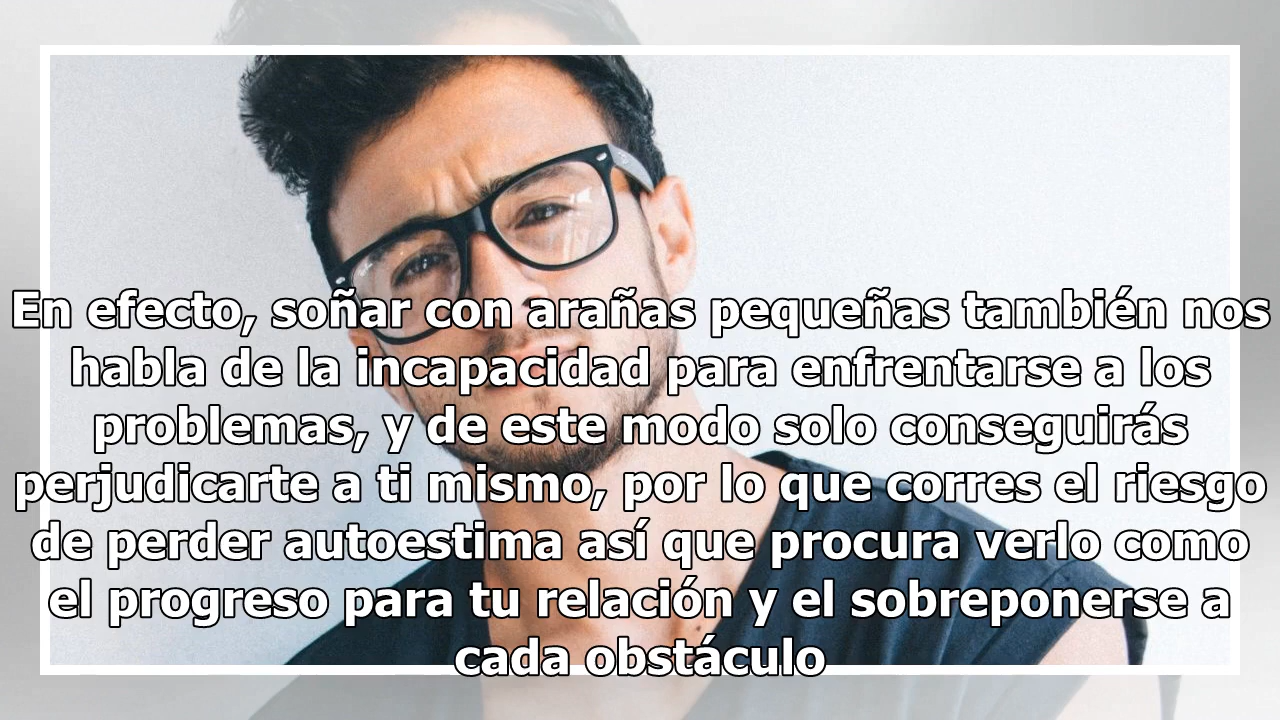 En efecto, soñar con arañas pequeñas también nos
habla de la incapacidad para enfrentarse a los
problemas, y de este modo solo conseguirás
perjudicarte a ti mismo, por lo que corres el riesgo
de perder autoestima así que procura verlo como
el progreso para tu relación y el sobreponerse a
cada obstáculo